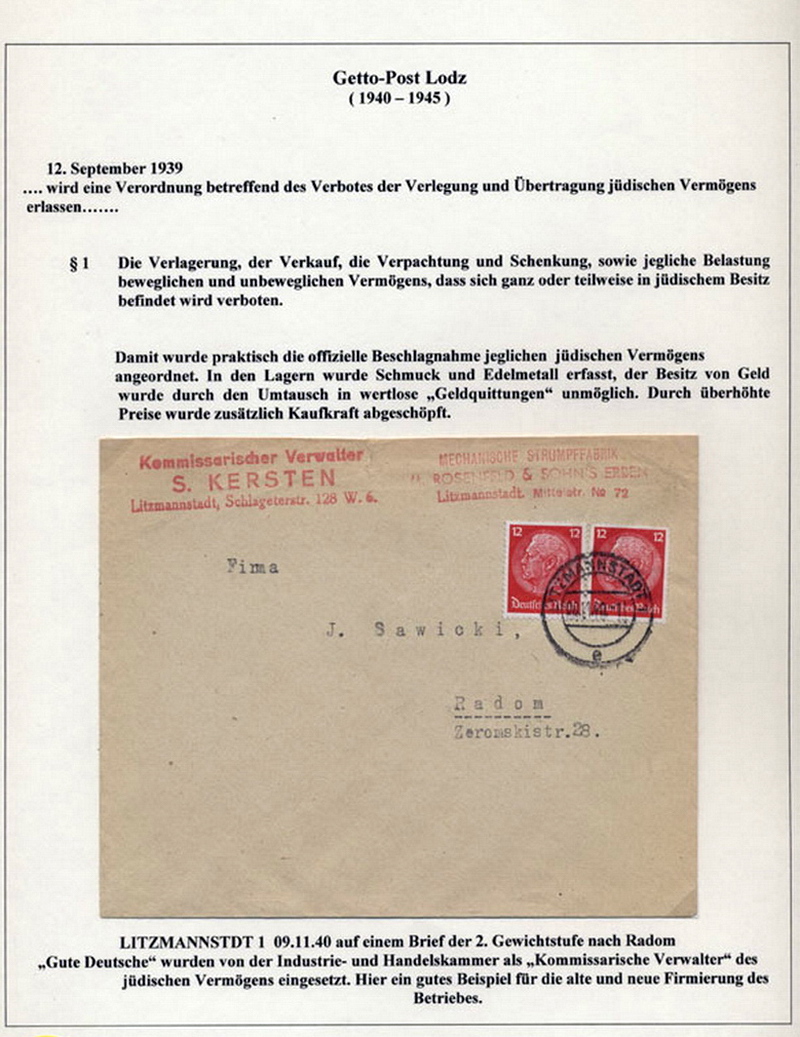 Getto-Post Lodz
( 1940 – 1945 )
12. September 1939
.... wird eine Verordnung betreffend des Verbotes der Verlegung und Übertragung jüdischen Vermögens
erlassen.......
§ 1 Die Verlagerung, der Verkauf, die Verpachtung und Schenkung, sowie jegliche Belastung
beweglichen und unbeweglichen Vermögens, dass sich ganz oder teilweise in jüdischem Besitz
befindet wird verboten.
Damit wurde praktisch die offizielle Beschlagnahme jeglichen jüdischen Vermögens
angeordnet. In den Lagern wurde Schmuck und Edelmetall erfasst, der Besitz von Geld
wurde durch den Umtausch in wertlose „Geldquittungen“ unmöglich. Durch überhöhte
Preise wurde zusätzlich Kaufkraft abgeschöpft.
Kommissarischer Verwalter
S. KERSTEN
Litzmannstadt, Schlageterstr. 128 W. 6.
MECHANISCHE STRUMPFFABRIK
ROSENFELD & SOHN'S ERBEN
Litzmannstadt. Mittelstr. No 72
12 12 12 12
Deutsches Reich Deutsches Reich
LITZMANNSTADT
e
Firma
J. Sawicki,
Radom
Zeromskistr.28.
LITZMANNSTDT 1 09.11.40 auf einem Brief der 2. Gewichtstufe nach Radom
„Gute Deutsche“ wurden von der Industrie- und Handelskammer als „Kommissarische Verwalter“ des
jüdischen Vermögens eingesetzt. Hier ein gutes Beispiel für die alte und neue Firmierung des
Betriebes.